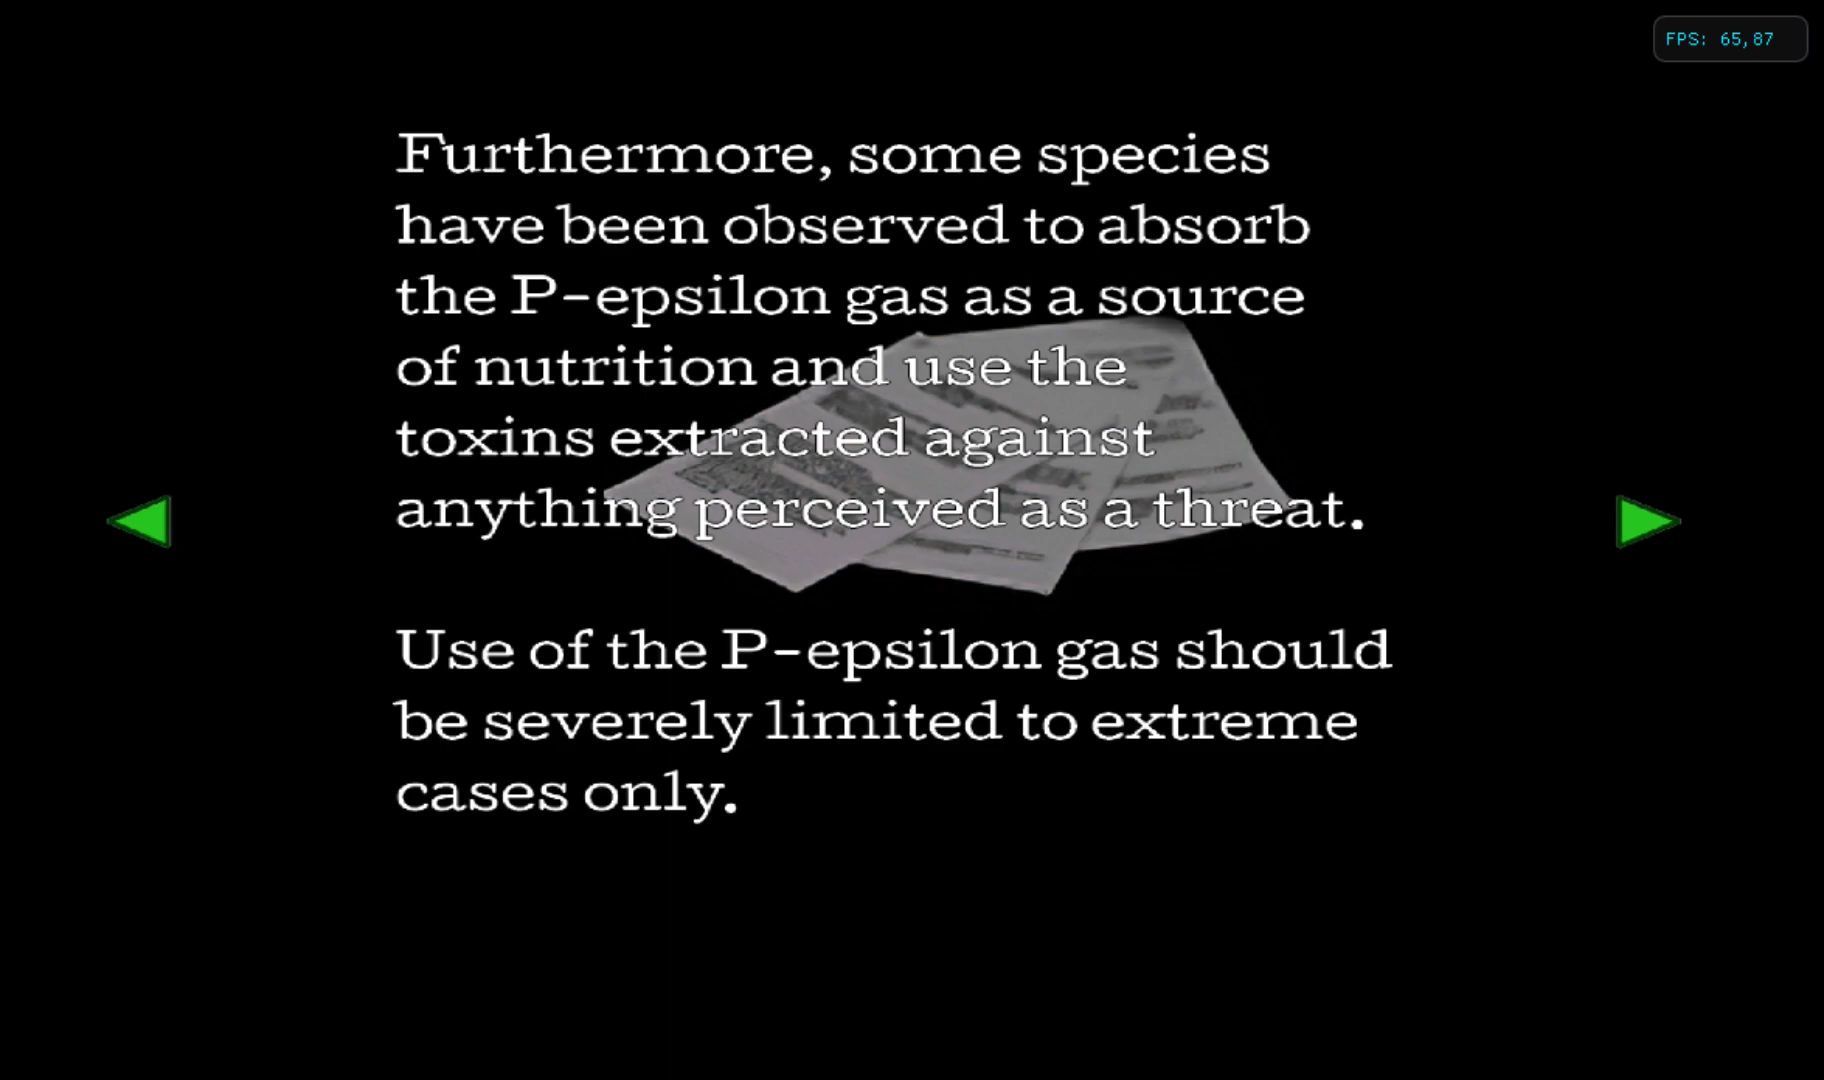 FPS: 65,87
Furthermore, some species
have been observed to absorb
the P-epsilon gas as a source
of nutrition and use the
toxins extracted against
anything perceived as a threat.
Use of the P-epsilon gas should
be severely limited to extreme
cases only.